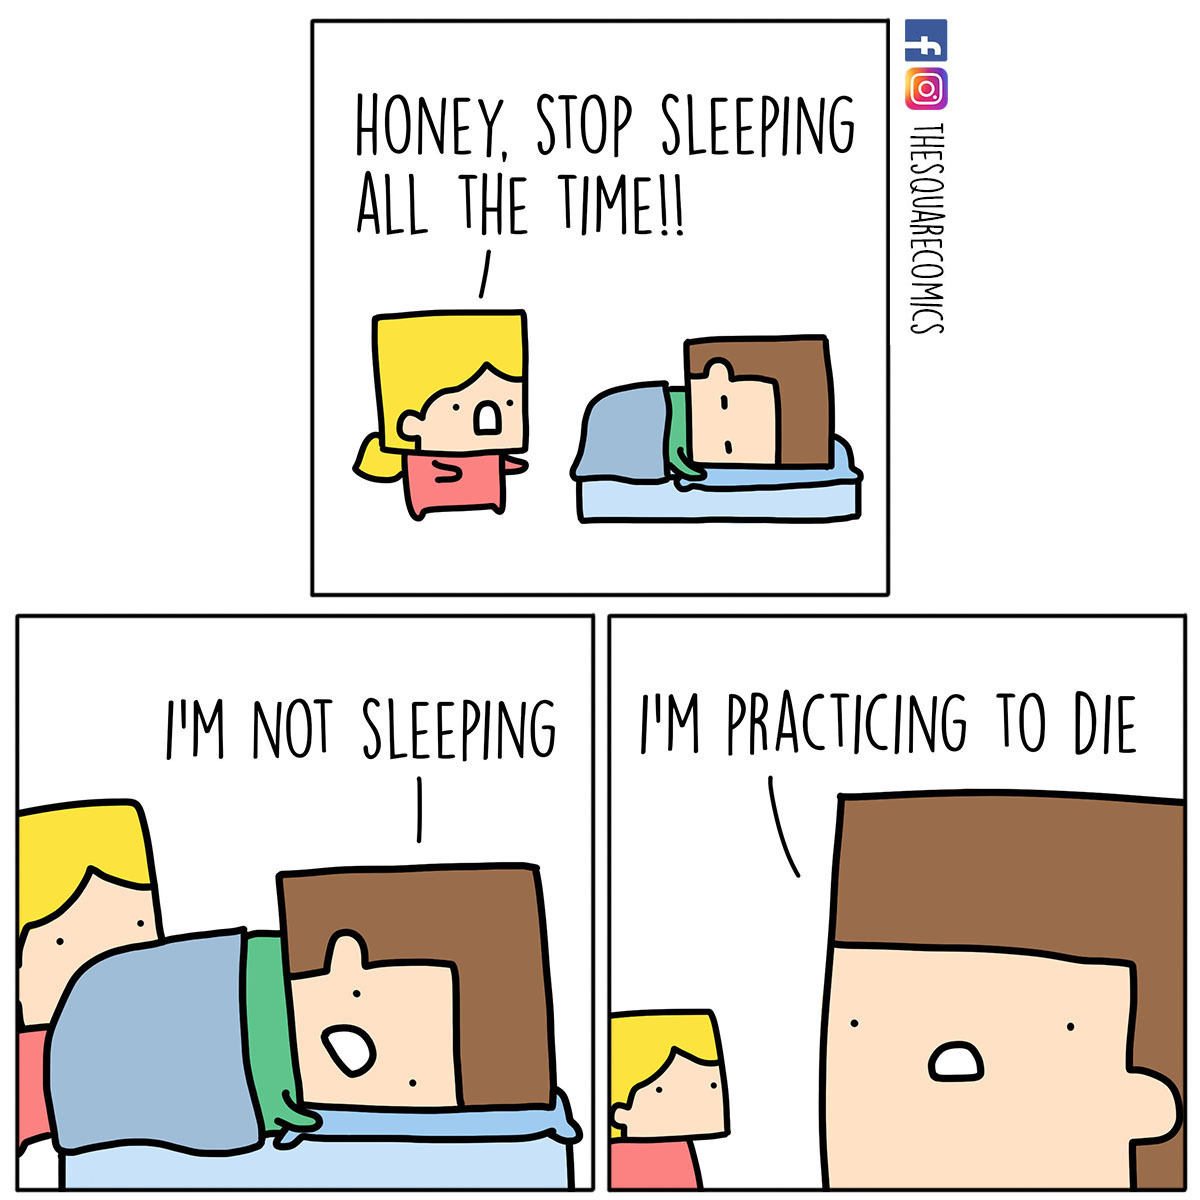 HONEY, STOP SLEEPING
ALL THE TIME!!
THESQUARECOMICS
I'M NOT SLEEPING
I'M PRACTICING TO DIE